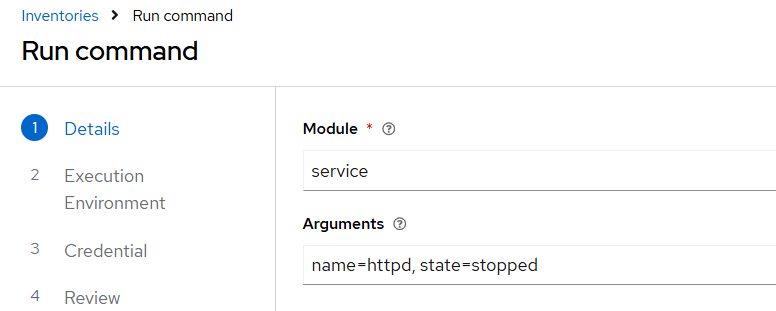 Inventories > Run command
Run command
1 Details
2 Execution
Environment
3 Credential
4 Review
Module *
service
Arguments
name=httpd, state=stopped